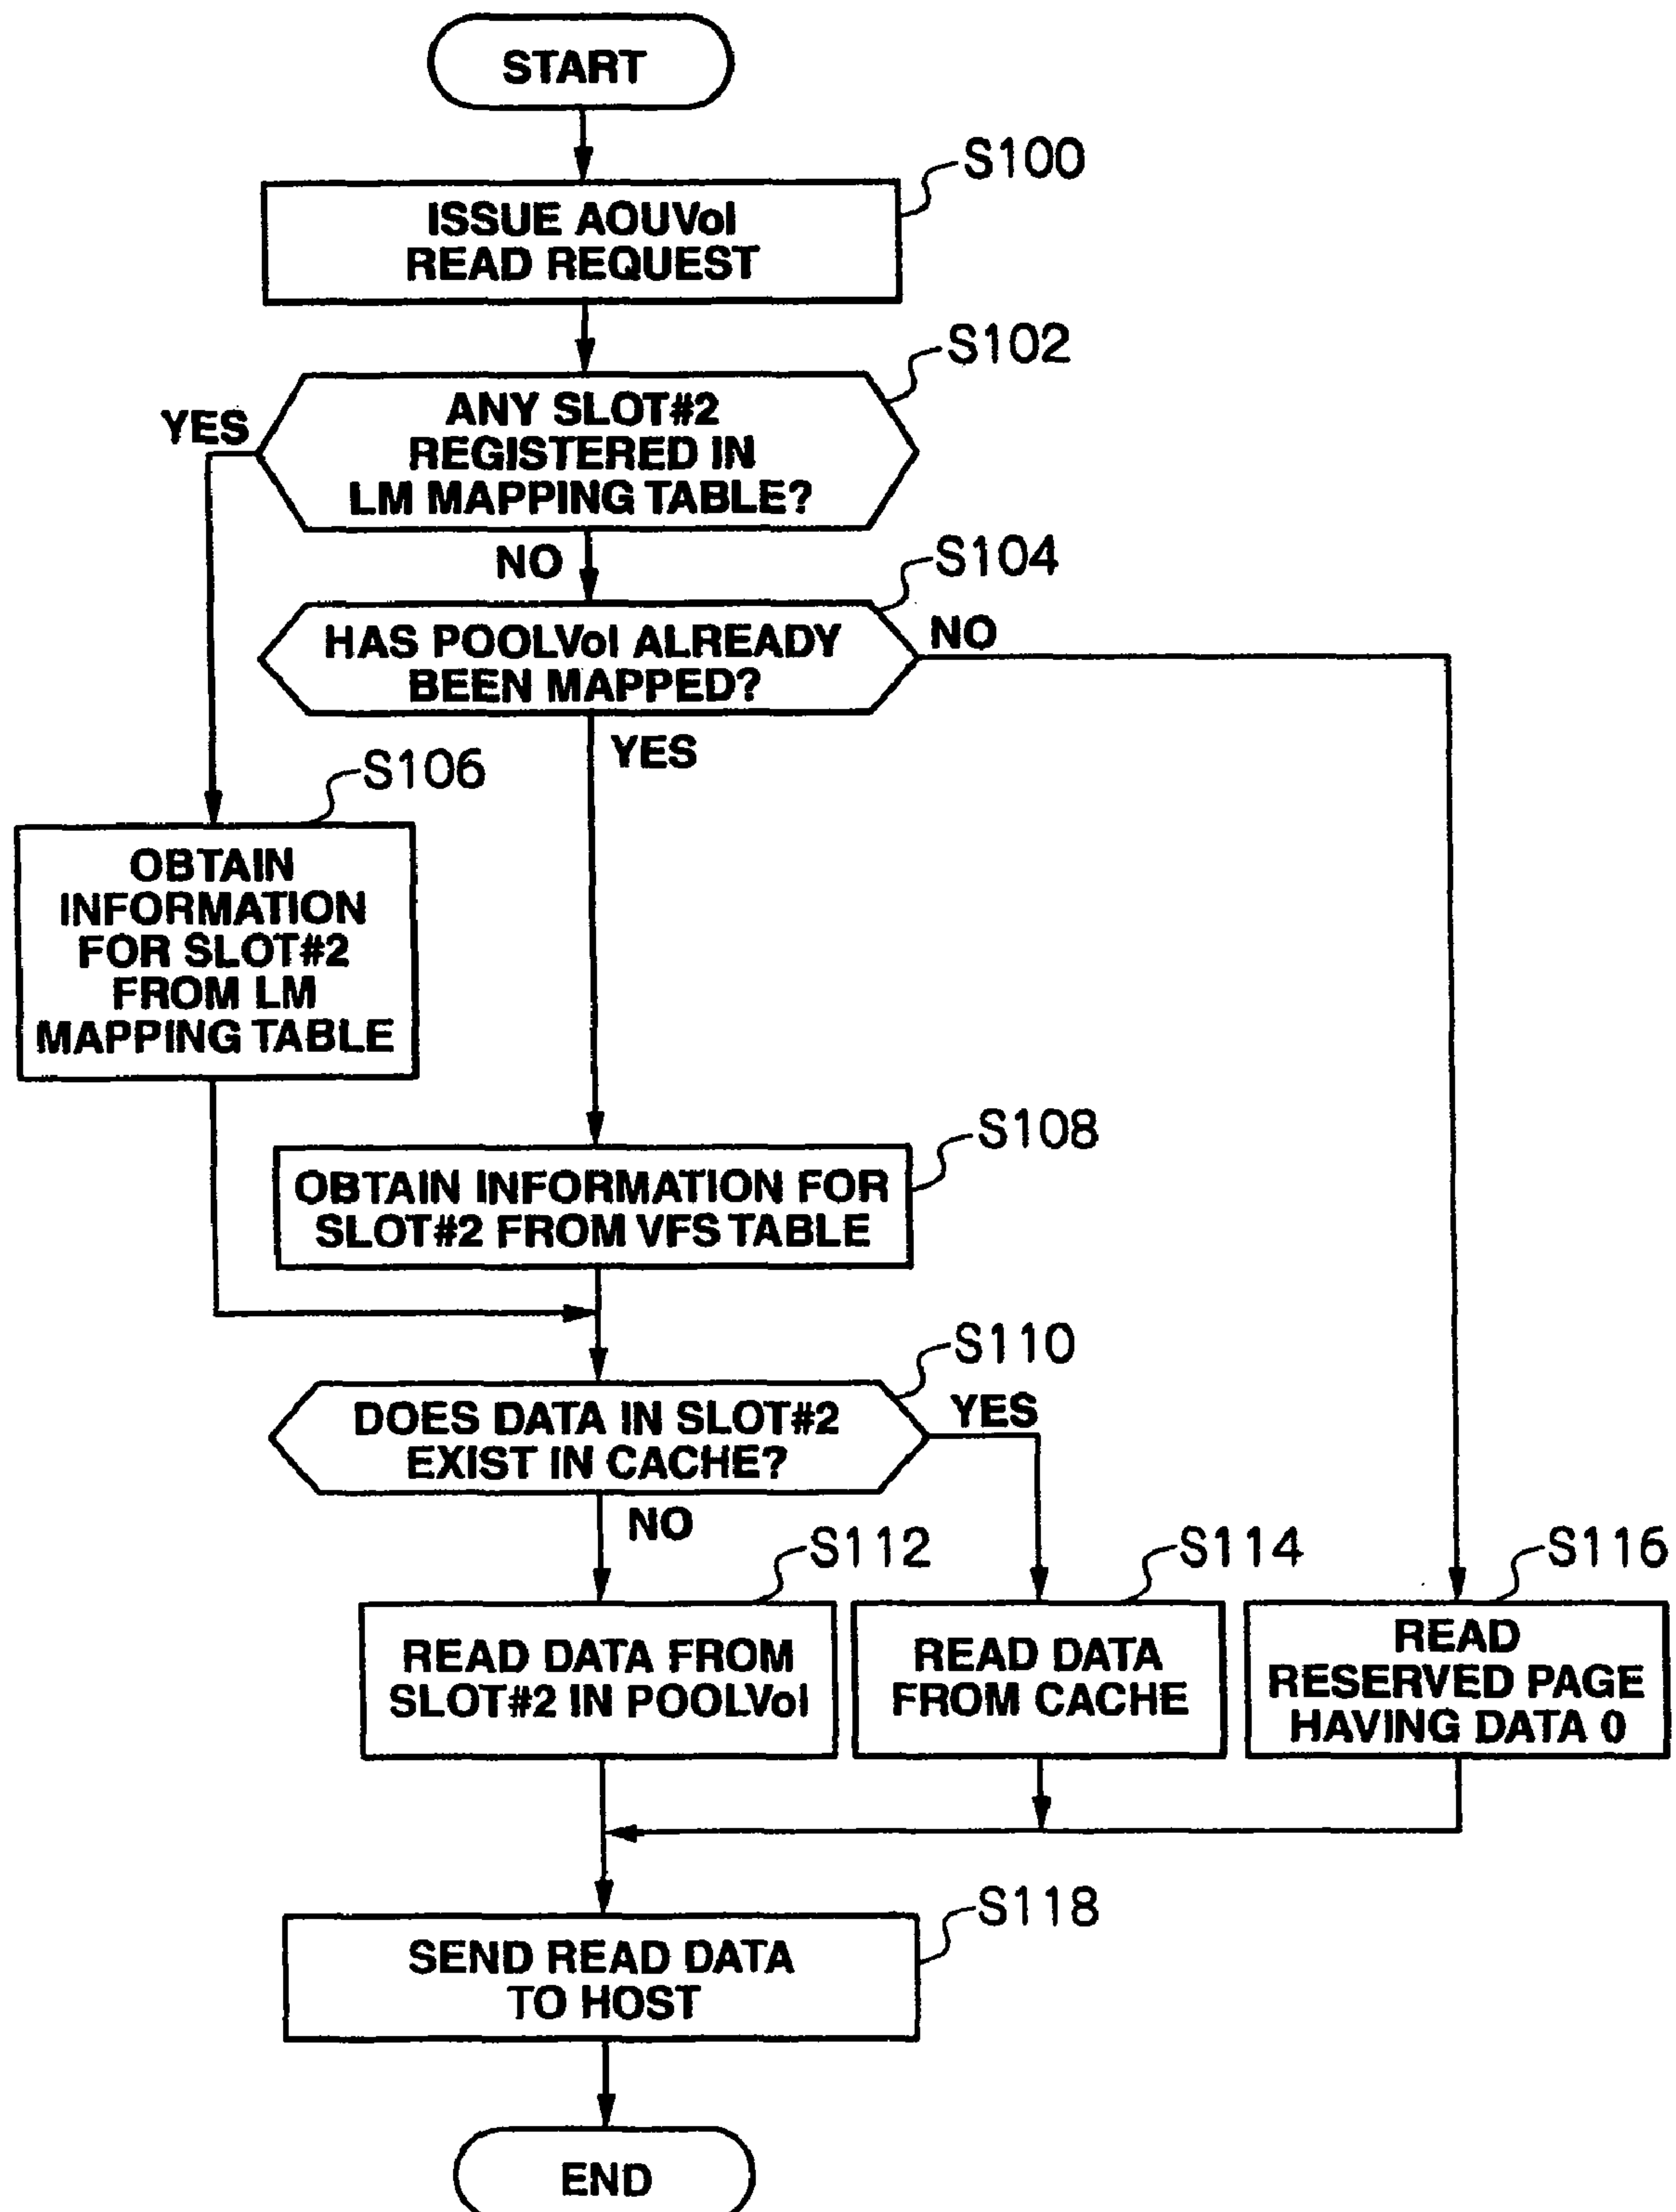 START
S100
ISSUE AOUVol
READ REQUEST
S102
YES
ANY SLOT#2
REGISTERED IN
LM MAPPING TABLE?
NO
S104
HAS POOLVol ALREADY
BEEN MAPPED?
NO
YES
S106
OBTAIN
INFORMATION
FOR SLOT#2
FROM LM
MAPPING TABLE
S108
OBTAIN INFORMATION FOR
SLOT#2 FROM VFS TABLE
S110
DOES DATA IN SLOT#2
EXIST IN CACHE?
YES
NO
S112
READ DATA FROM
SLOT#2 IN POOLVol
S114
READ DATA
FROM CACHE
S116
READ
RESERVED PAGE
HAVING DATA 0
S118
SEND READ DATA
TO HOST
END